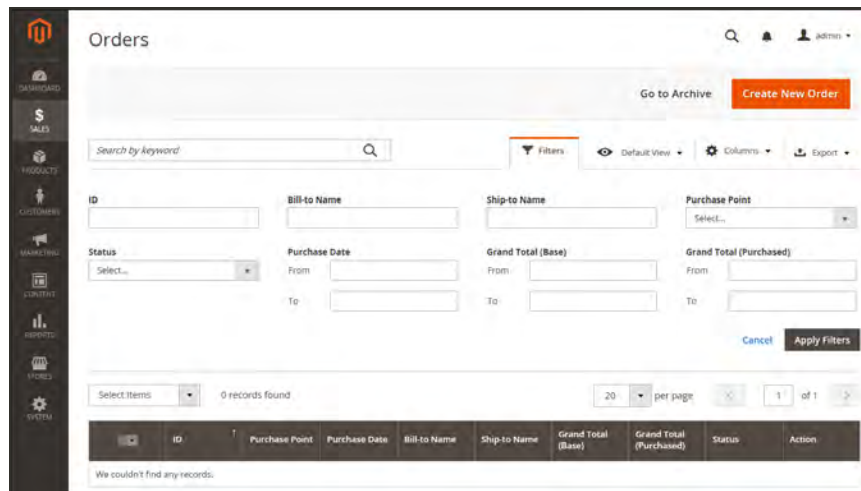 Orders
admin
DASHBOARD
$
SALES
PRODUCTS
CUSTOMERS
MARKETING
CONTENT
REPORTS
STORES
SYSTEM
Go to Archive Create New Order
Search by keyword Filters Default View Columns Export
ID Bill-to Name Ship-to Name Purchase Point
Select...
Status Purchase Date Grand Total (Base) Grand Total (Purchased)
Select... From From From
To To To
Cancel Apply Filters
Select Items 0 records found 20 per page < 1 of 1 >
ID ↑ Purchase Point Purchase Date Bill-to Name Ship-to Name Grand Total (Base) Grand Total (Purchased) Status Action
We couldn't find any records.